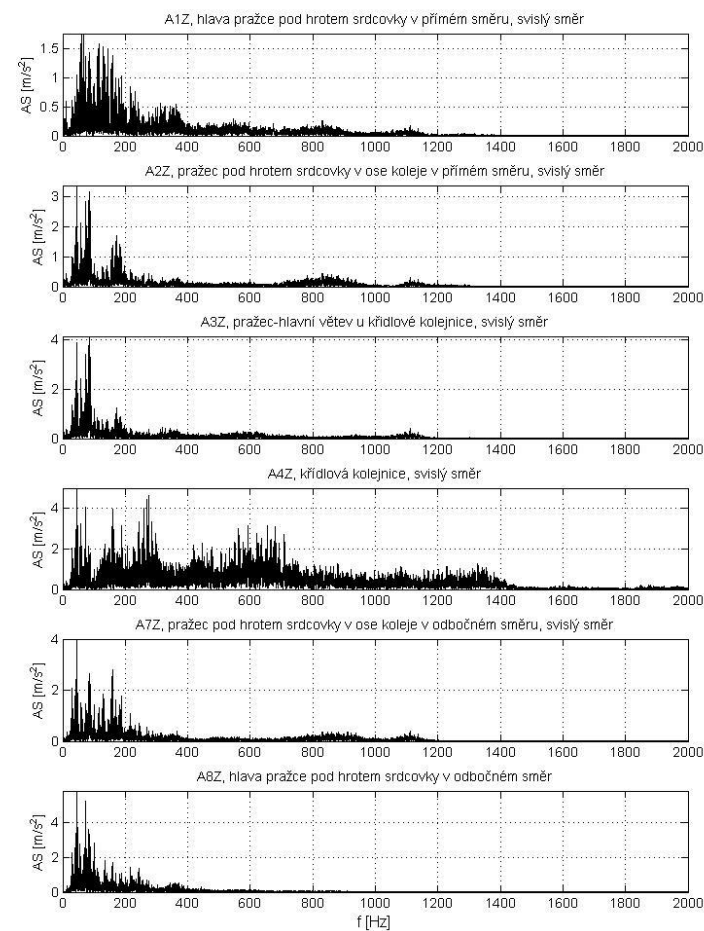 A1Z, hlava pražce pod hrotem srdcovky v přímém směru, svislý směr
AS [m/s²]
1.5
1
0.5
0
0 200 400 600 800 1000 1200 1400 1600 1800 2000
A2Z, pražec pod hrotem srdcovky v ose koleje v přímém směru, svislý směr
AS [m/s²]
3
2
1
0
0 200 400 600 800 1000 1200 1400 1600 1800 2000
A3Z, pražec-hlavní větev u křidlové kolejnice, svislý směr
AS [m/s²]
4
2
0
0 200 400 600 800 1000 1200 1400 1600 1800 2000
A4Z, křídlová kolejnice, svislý směr
AS [m/s²]
4
2
0
0 200 400 600 800 1000 1200 1400 1600 1800 2000
A7Z, pražec pod hrotem srdcovky v ose koleje v odbočném směru, svislý směr
AS [m/s²]
4
2
0
0 200 400 600 800 1000 1200 1400 1600 1800 2000
A8Z, hlava pražce pod hrotem srdcovky v odbočném směr
AS [m/s²]
4
2
0
0 200 400 600 800 1000 1200 1400 1600 1800 2000
f [Hz]